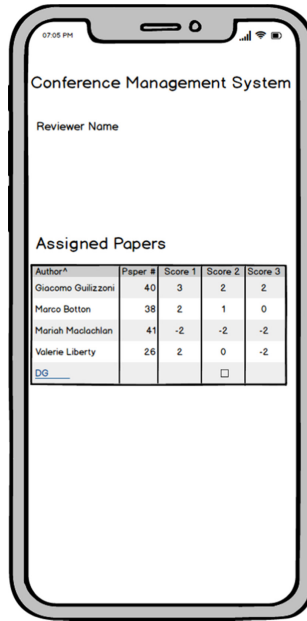 07:05 PM
Conference Management System
Reviewer Name
Assigned Papers
Author^ Psper # Score 1 Score 2 Score 3
Giacomo Guilizzoni 40 3 2 2
Marco Botton 38 2 1 0
Mariah Maclachlan 41 -2 -2 -2
Valerie Liberty 26 2 0 -2
DG